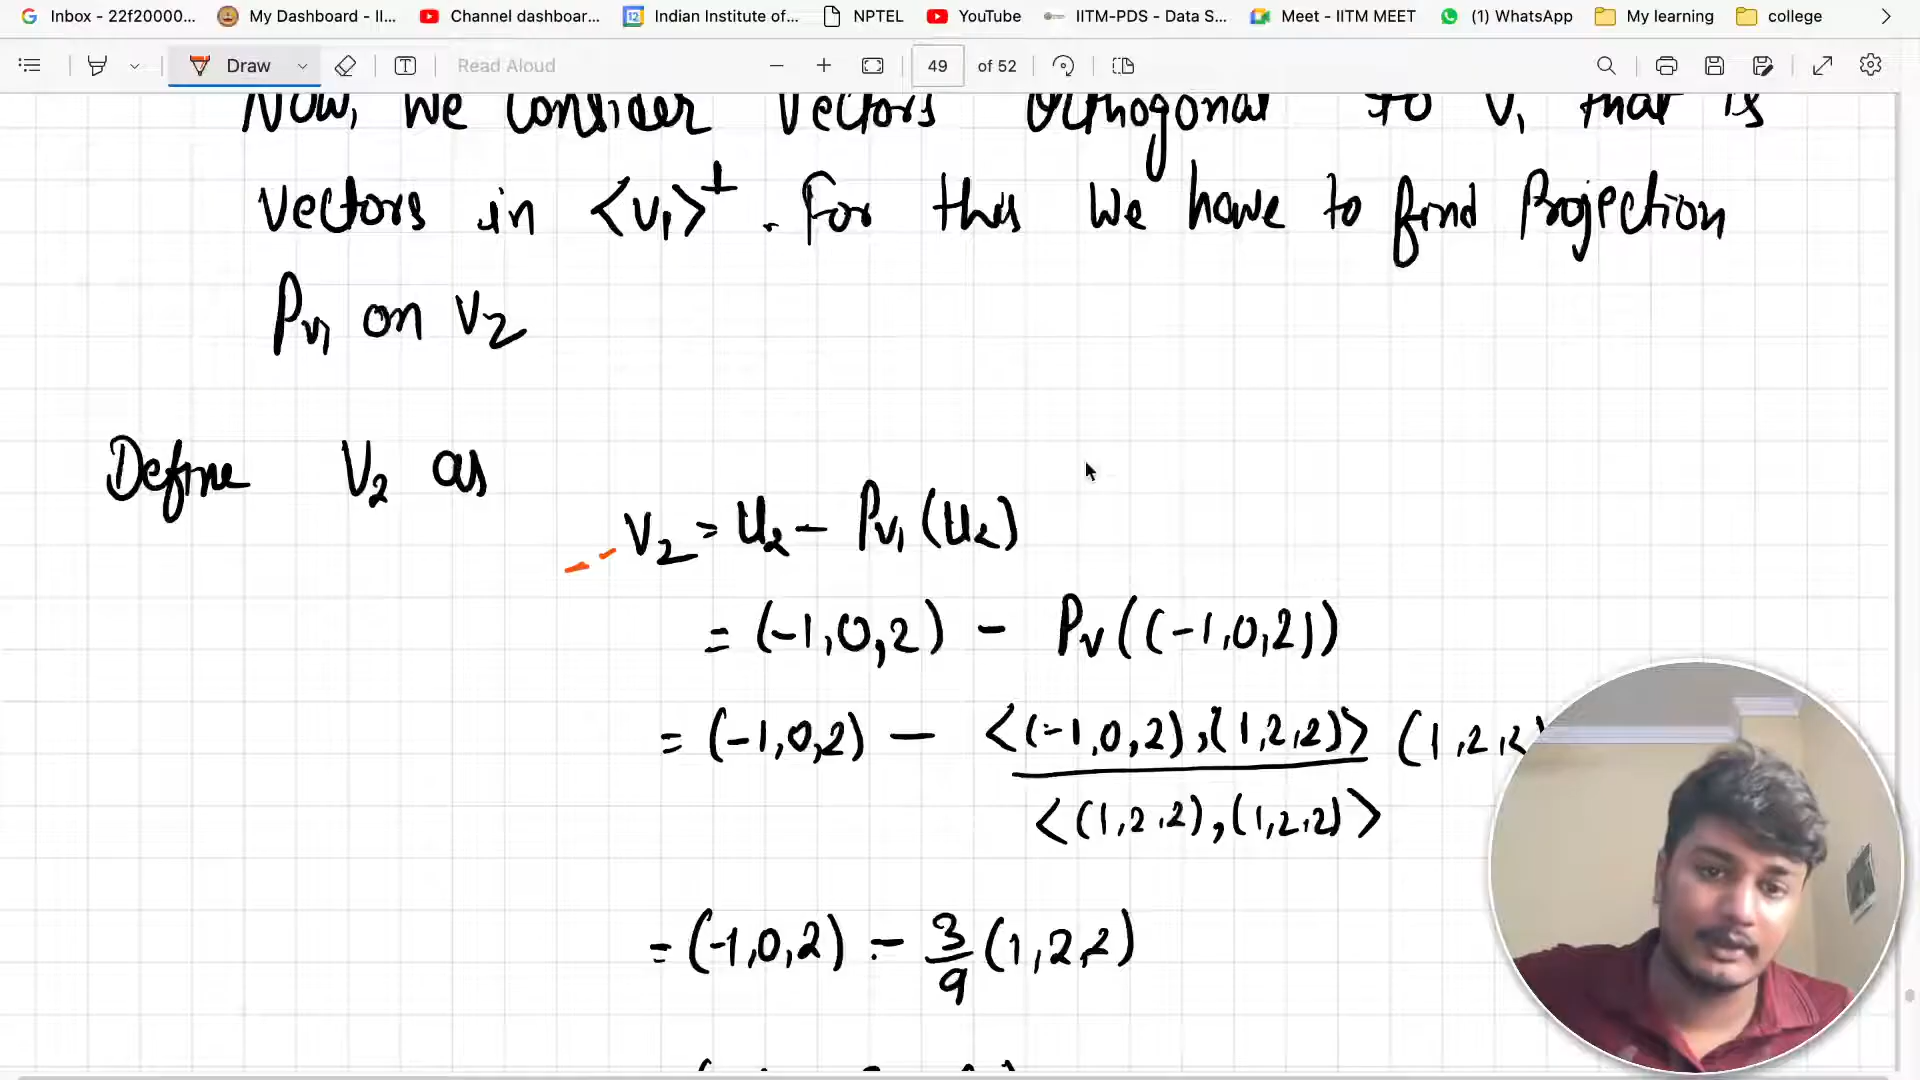 Inbox - 22f20000... My Dashboard - II... Channel dashboar... Indian Institute of... NPTEL YouTube IITM-PDS - Data S... Meet - IITM MEET (1) WhatsApp My learning college
Draw Read Aloud 49 of 52
Now, we consider vectors orthogonal to v₁ that is
vectors in <v₁>⊥. For this we have to find Projection
Pv₁ on v₂
Define V₂ as
V₂ = U₂ - Pv₁(U₂)
= (-1,0,2) - Pv((-1,0,2))
= (-1,0,2) - <(-1,0,2),(1,2,2)> (1,2,2)
<(1,2,2),(1,2,2)>
= (-1,0,2) - 3/9 (1,2,2)